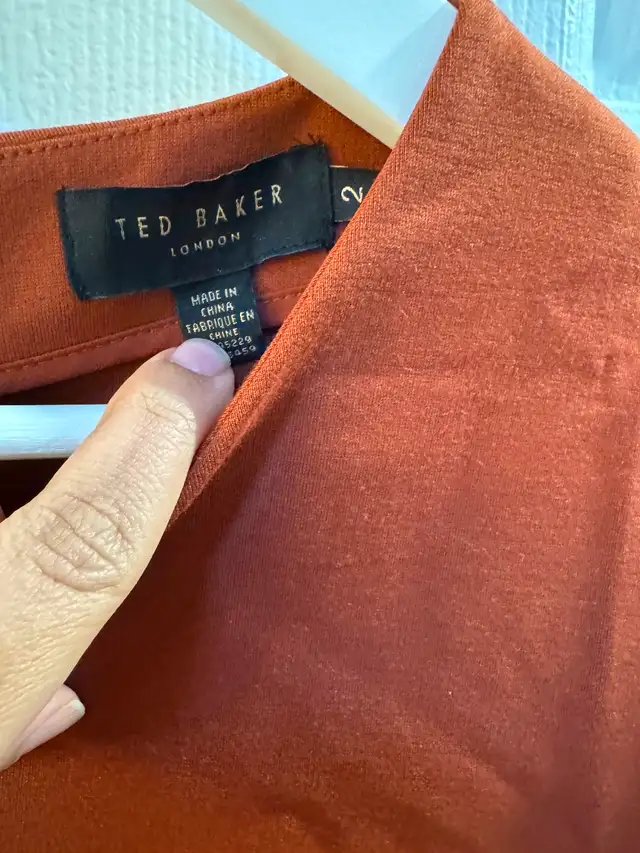 TED BAKER
LONDON
2
MADE IN
CHINA
FABRIQUE EN
CHINE